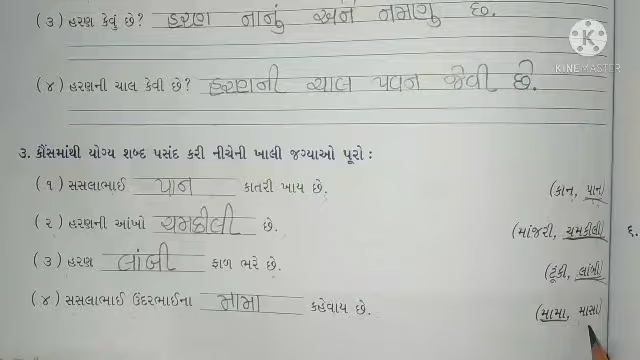 (૩) હરણ કેવું છે? હરણ નાનું અને નમણું છે.
KINEMASTER
(૪) હરણની ચાલ કેવી છે? હરણની ચાલ પવન જેવી છે.
૩. કૌંસમાંથી યોગ્ય શબ્દ પસંદ કરી નીચેની ખાલી જગ્યાઓ પૂરો :
(૧) સસલાભાઈ પાન કાતરી ખાય છે. (કાન, પાન)
(૨) હરણની આંખો ચમકીલી છે. (માંજરી, ચમકીલી)
૬.
(૩) હરણ લાંબી ફાળ ભરે છે. (ટૂંકી, લાંબી)
(૪) સસલાભાઈ ઉંદરભાઈના મામા કહેવાય છે. (મામા, માસા)